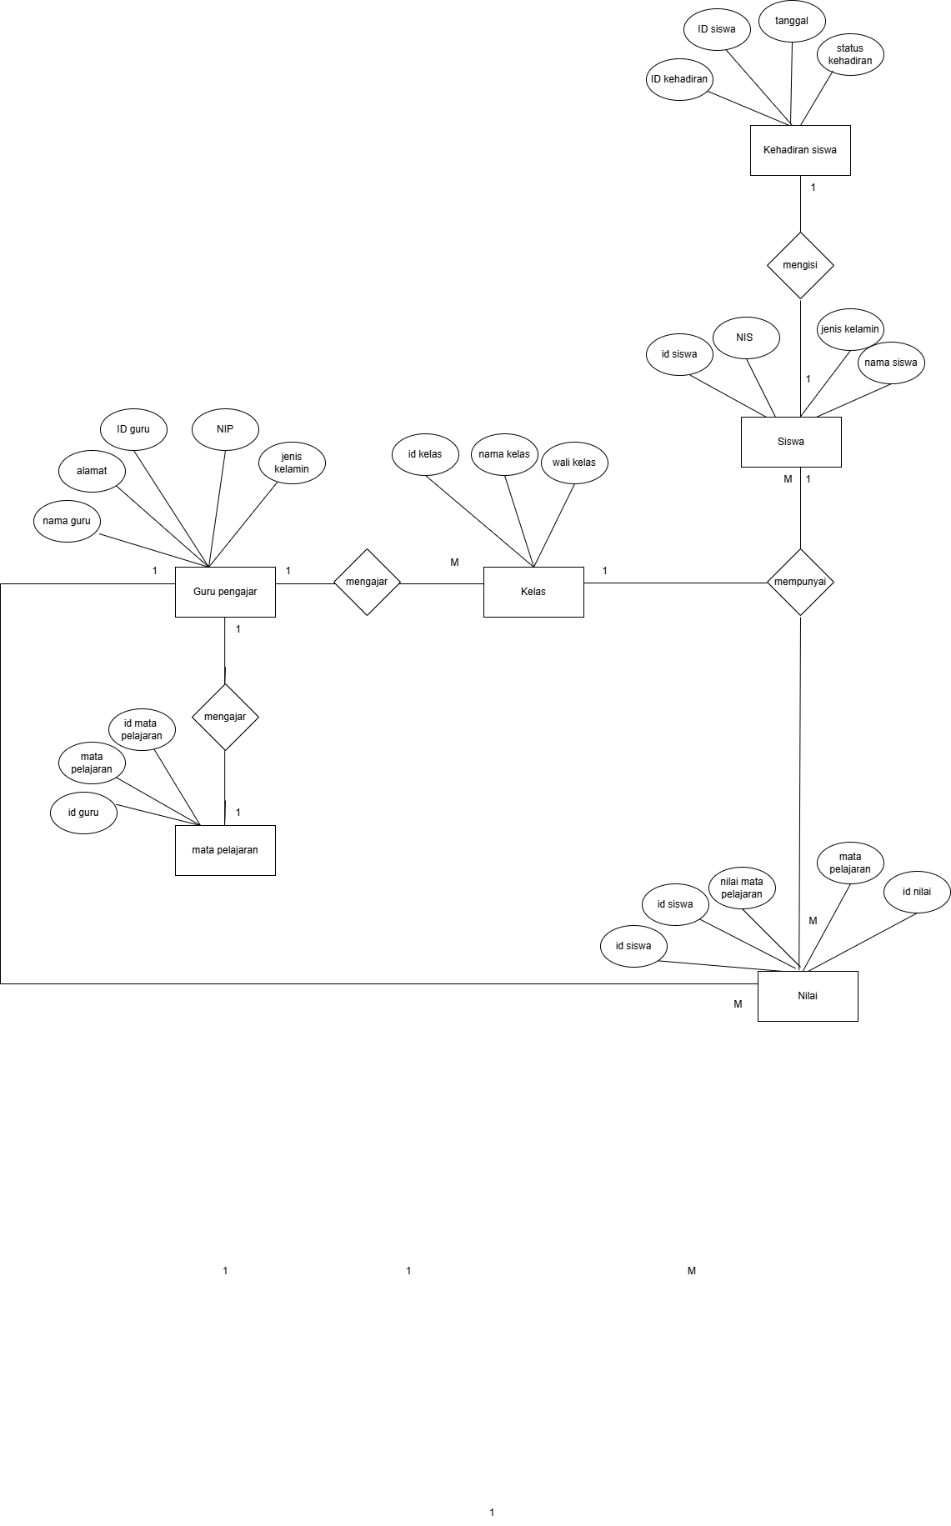 tanggal
ID siswa
status
kehadiran
ID kehadiran
Kehadiran siswa
1
mengisi
jenis kelamin
NIS
id siswa
nama siswa
1
Siswa
M
1
ID guru
NIP
jenis
kelamin
alamat
nama guru
id kelas
nama kelas
wali kelas
1
Guru pengajar
1
mengajar
M
Kelas
1
mempunyai
1
mengajar
id mata
pelajaran
mata
pelajaran
id guru
1
mata pelajaran
mata
pelajaran
nilai mata
pelajaran
id nilai
id siswa
id siswa
M
Nilai
M
1
1
M
1